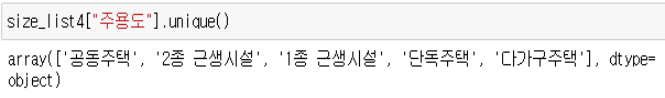 size_list4["주용도"].unique()
array(['공동주택', '2종 근생시설', '1종 근생시설', '단독주택', '다가구주택'], dtype=
object)